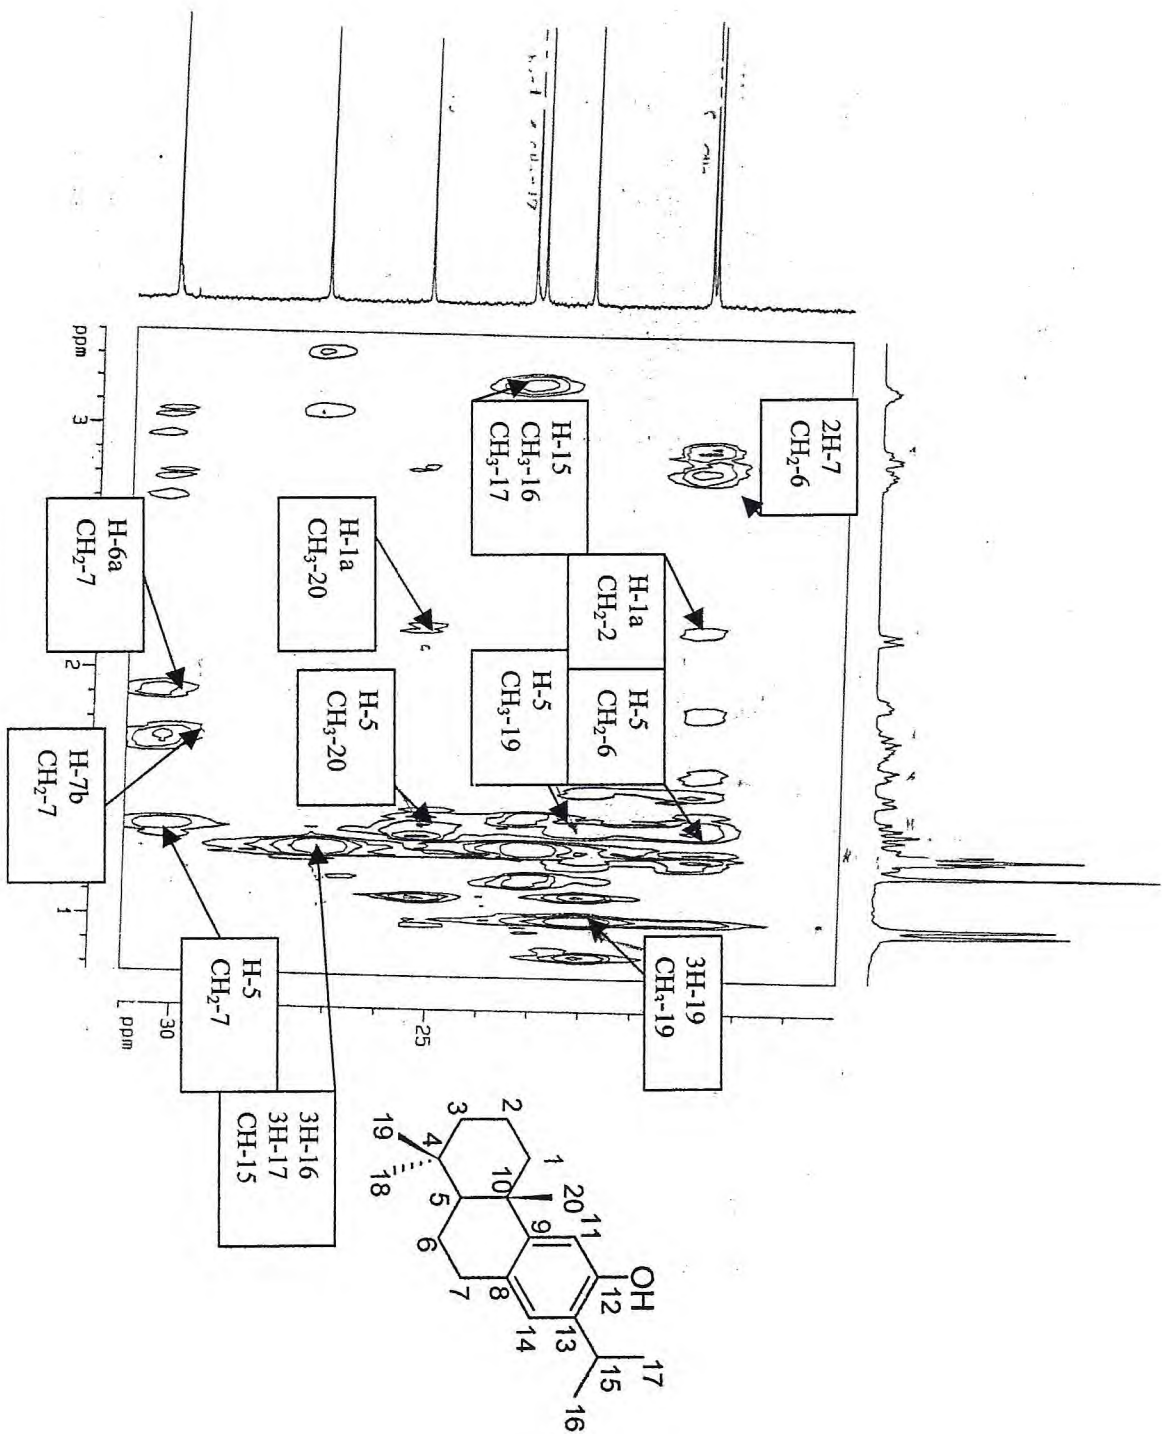 2H-7
CH₂-6
H-15
CH₃-16
CH₃-17
H-1a
CH₂-2
H-5
CH₂-6
H-5
CH₃-19
H-1a
CH₃-20
H-5
CH₃-20
H-6a
CH₂-7
H-7b
CH₂-7
H-5
CH₂-7
3H-16
3H-17
CH-15
3H-19
CH₃-19
ppm
3
2
1
ppm
30
25
OH
1
2
3
4
5
6
7
8
9
10
11
12
13
14
15
16
17
18
19
20